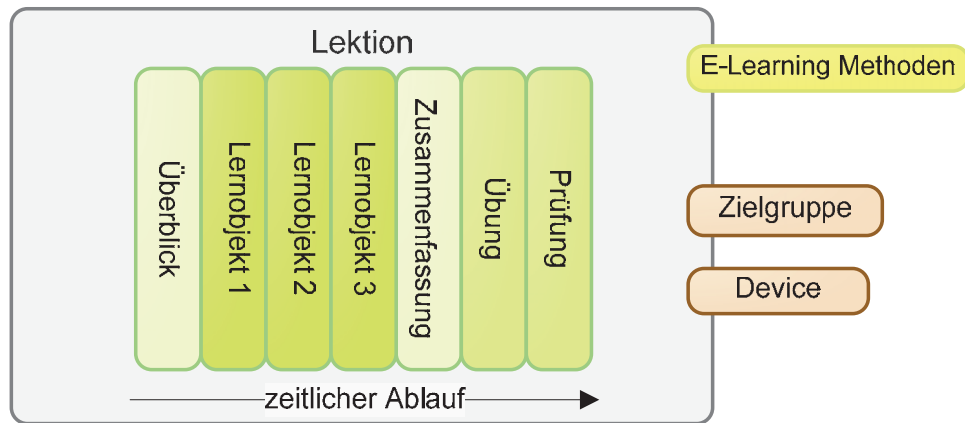 Lektion
Überblick
Lernobjekt 1
Lernobjekt 2
Lernobjekt 3
Zusammenfassung
Übung
Prüfung
zeitlicher Ablauf
E-Learning Methoden
Zielgruppe
Device